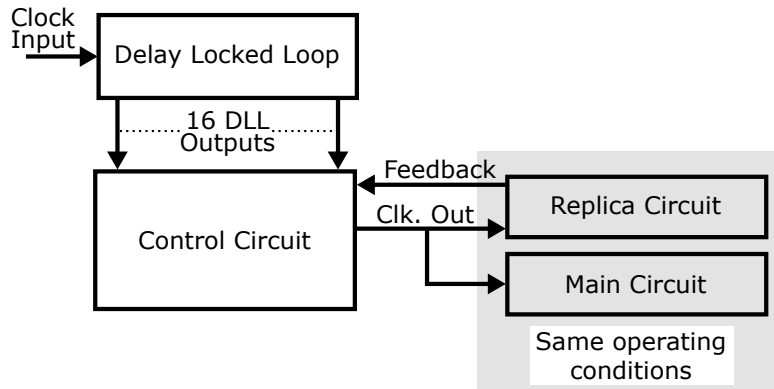 Clock
Input
Delay Locked Loop
16 DLL
Outputs
Feedback
Replica Circuit
Clk. Out
Control Circuit
Main Circuit
Same operating
conditions